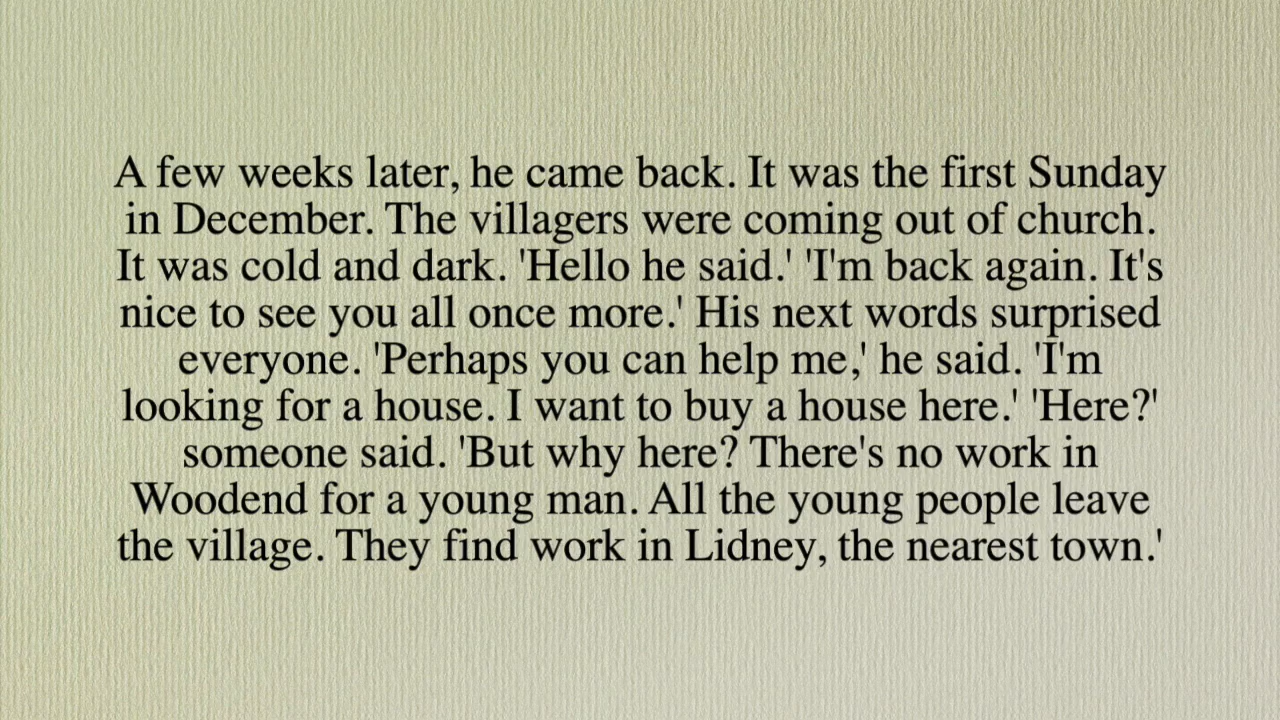 A few weeks later, he came back. It was the first Sunday
in December. The villagers were coming out of church.
It was cold and dark. 'Hello he said.' 'I'm back again. It's
nice to see you all once more.' His next words surprised
everyone. 'Perhaps you can help me,' he said. 'I'm
looking for a house. I want to buy a house here.' 'Here?'
someone said. 'But why here? There's no work in
Woodend for a young man. All the young people leave
the village. They find work in Lidney, the nearest town.'